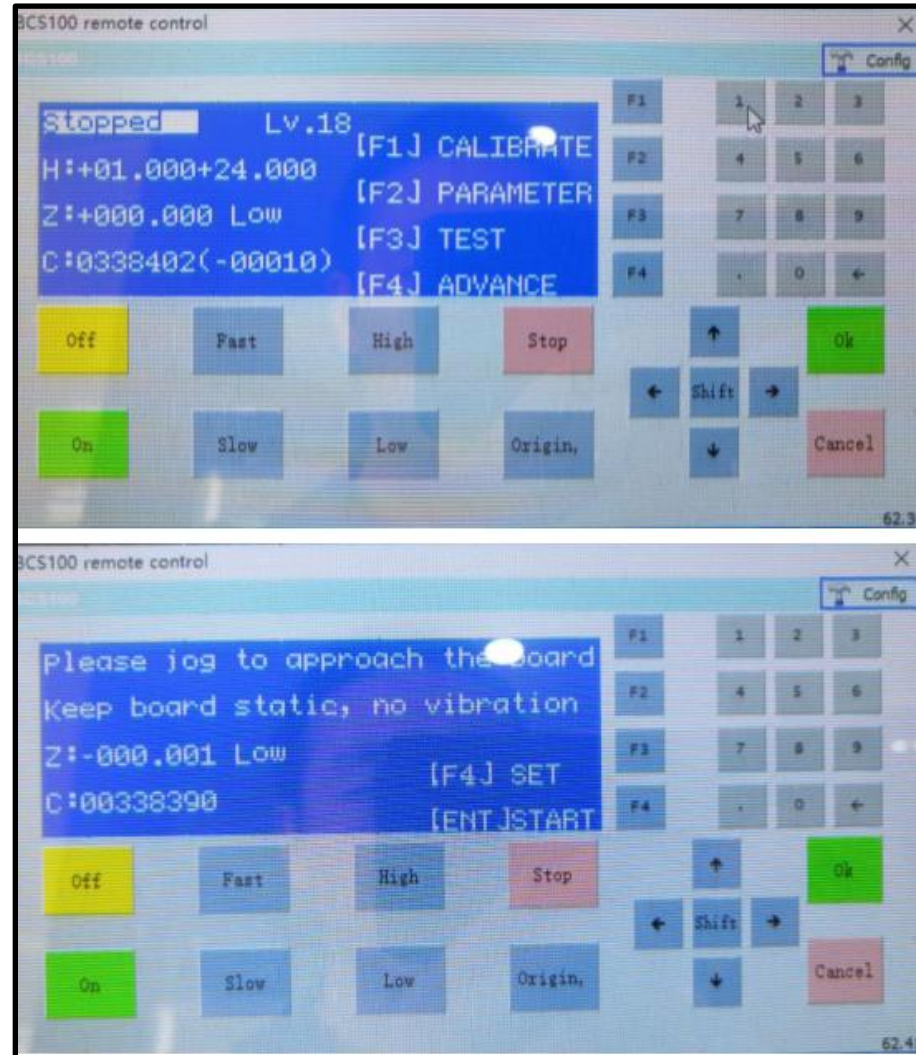 BCS100 remote control
Config
Stopped Lv.18
H:+01.000+24.000
Z:+000.000 Low
C:0338402(-00010)
[F1] CALIBRATE
[F2] PARAMETER
[F3] TEST
[F4] ADVANCE
F1 1 2 3
F2 4 5 6
F3 7 8 9
F4 . 0 ←
Off Fast High Stop ↑ Ok
← Shift →
On Slow Low Origin, ↓ Cancel
62.3
BCS100 remote control
Config
Please jog to approach the board
Keep board static, no vibration
Z:-000.001 Low
C:00338390
[F4] SET
[ENT]START
F1 1 2 3
F2 4 5 6
F3 7 8 9
F4 . 0 ←
Off Fast High Stop ↑ Ok
← Shift →
On Slow Low Origin, ↓ Cancel
62.4